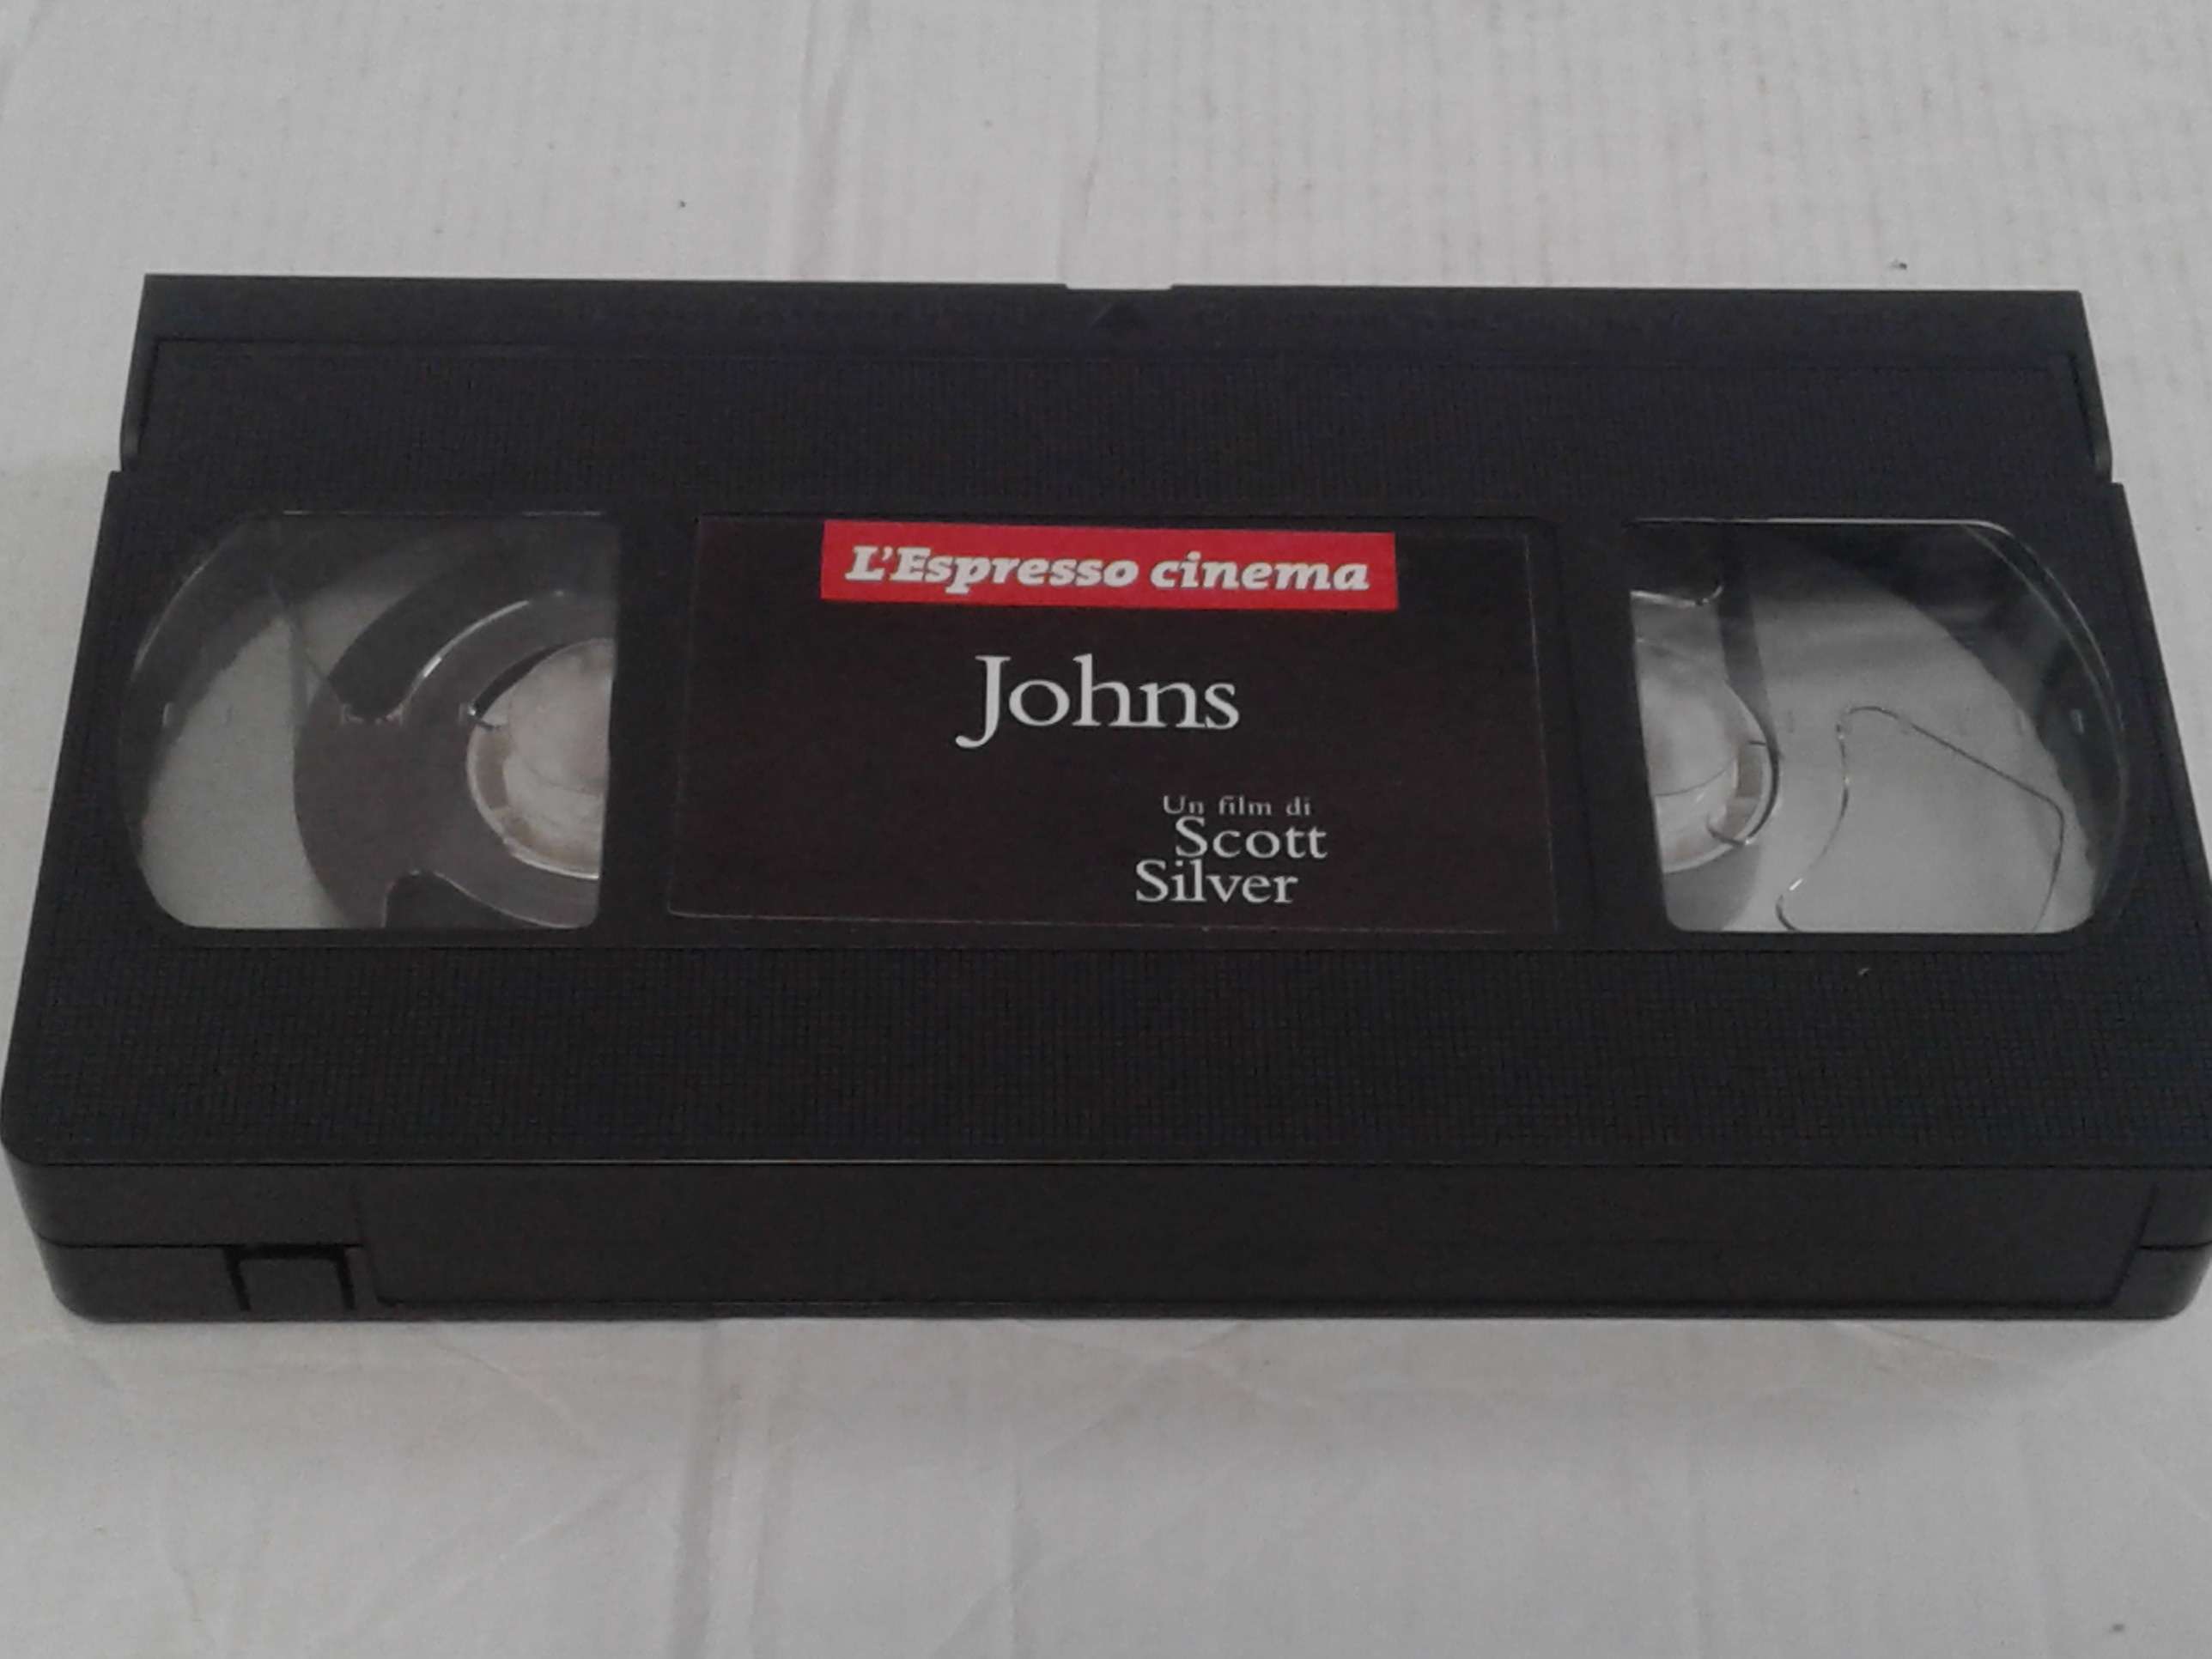 L'Espresso cinema
Johns
Un film di
Scott
Silver